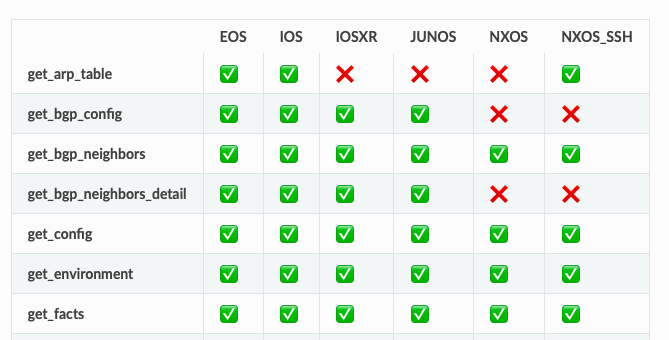 EOS IOS IOSXR JUNOS NXOS NXOS_SSH
get_arp_table ✅ ✅ ❌ ❌ ❌ ✅
get_bgp_config ✅ ✅ ✅ ✅ ❌ ❌
get_bgp_neighbors ✅ ✅ ✅ ✅ ✅ ✅
get_bgp_neighbors_detail ✅ ✅ ✅ ✅ ❌ ❌
get_config ✅ ✅ ✅ ✅ ✅ ✅
get_environment ✅ ✅ ✅ ✅ ✅ ✅
get_facts ✅ ✅ ✅ ✅ ✅ ✅